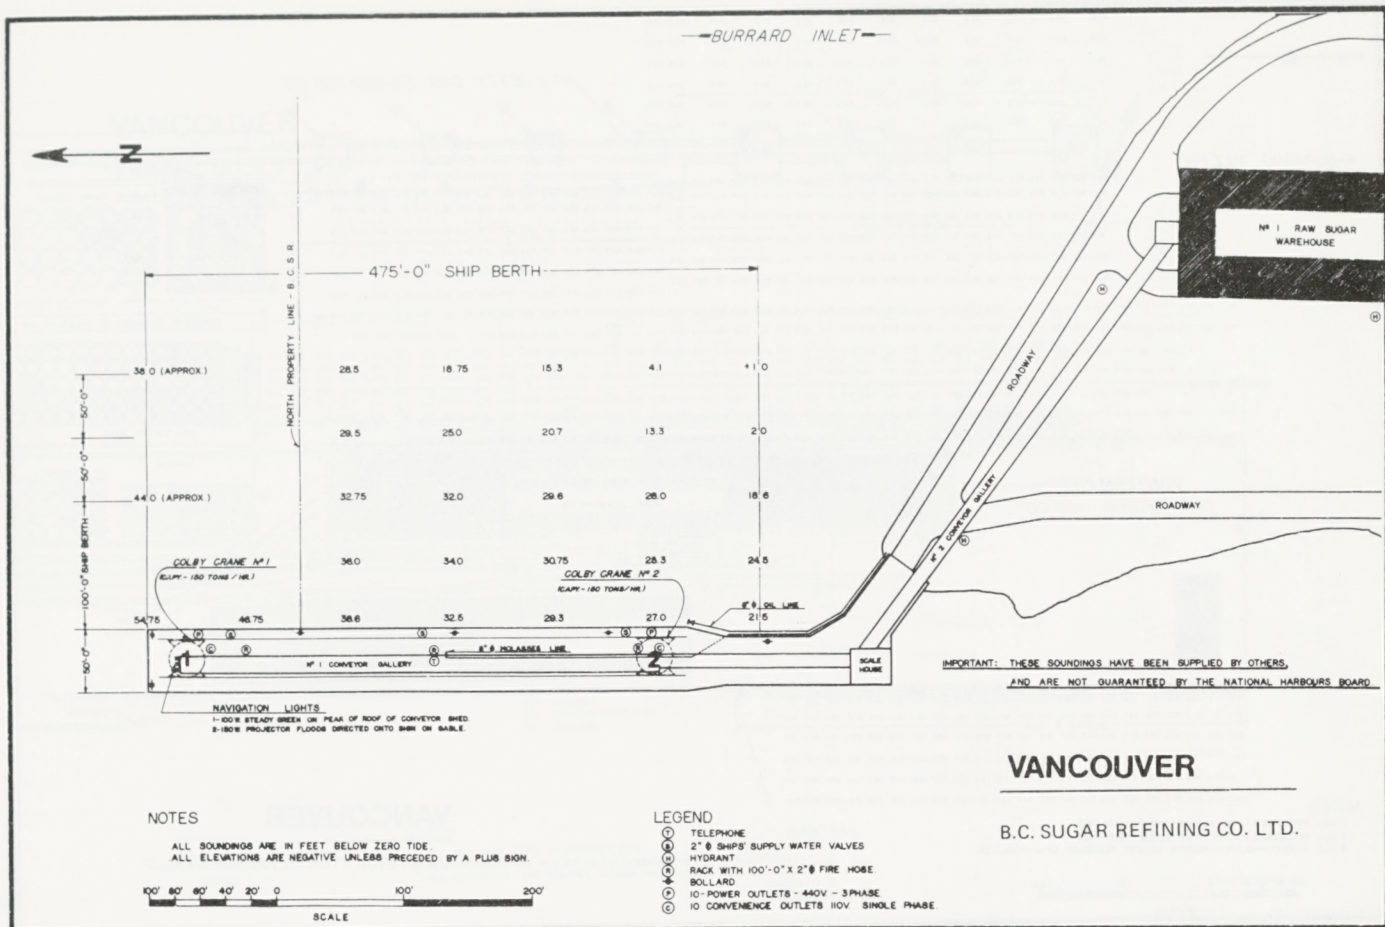 BURRARD INLET
N
475'-0" SHIP BERTH
NORTH PROPERTY LINE - B.C.S.R.
Nº 1 RAW SUGAR
WAREHOUSE
H
H
ROADWAY
38.0 (APPROX.) 28.5 18.75 15.3 4.1 +1.0
50'-0"
29.5 25.0 20.7 13.3 2.0
50'-0"
44.0 (APPROX.) 32.75 32.0 29.6 28.0 18.6
ROADWAY
Nº 2 CONVEYOR GALLERY
H
100'-0" SHIP BERTH
COLBY CRANE Nº 1
(CAPY.-150 TONS/HR.)
36.0 34.0 30.75 28.3 24.5
COLBY CRANE Nº 2
(CAPY.-150 TONS/HR.)
8" ϕ OIL LINE
54.75 46.75 38.6 32.5 29.3 27.0 21.5
P S S S P
C R R R C
8" ϕ MOLASSES LINE
1 Nº 1 CONVEYOR GALLERY T 2
50'-0"
SCALE
HOUSE
IMPORTANT: THESE SOUNDINGS HAVE BEEN SUPPLIED BY OTHERS,
AND ARE NOT GUARANTEED BY THE NATIONAL HARBOURS BOARD
NAVIGATION LIGHTS
1-100W STEADY GREEN ON PEAK OF ROOF OF CONVEYOR SHED.
2-150W PROJECTOR FLOODS DIRECTED ONTO SIGN ON GABLE.
VANCOUVER
B.C. SUGAR REFINING CO. LTD.
NOTES
ALL SOUNDINGS ARE IN FEET BELOW ZERO TIDE.
ALL ELEVATIONS ARE NEGATIVE UNLESS PRECEDED BY A PLUS SIGN.
100' 80' 60' 40' 20' 0 100' 200'
SCALE
LEGEND
T TELEPHONE
S 2" ϕ SHIPS' SUPPLY WATER VALVES
H HYDRANT
R RACK WITH 100'-0" X 2" ϕ FIRE HOSE.
BOLLARD
P 10-POWER OUTLETS - 440V - 3 PHASE
C 10 CONVENIENCE OUTLETS 110V. SINGLE PHASE.